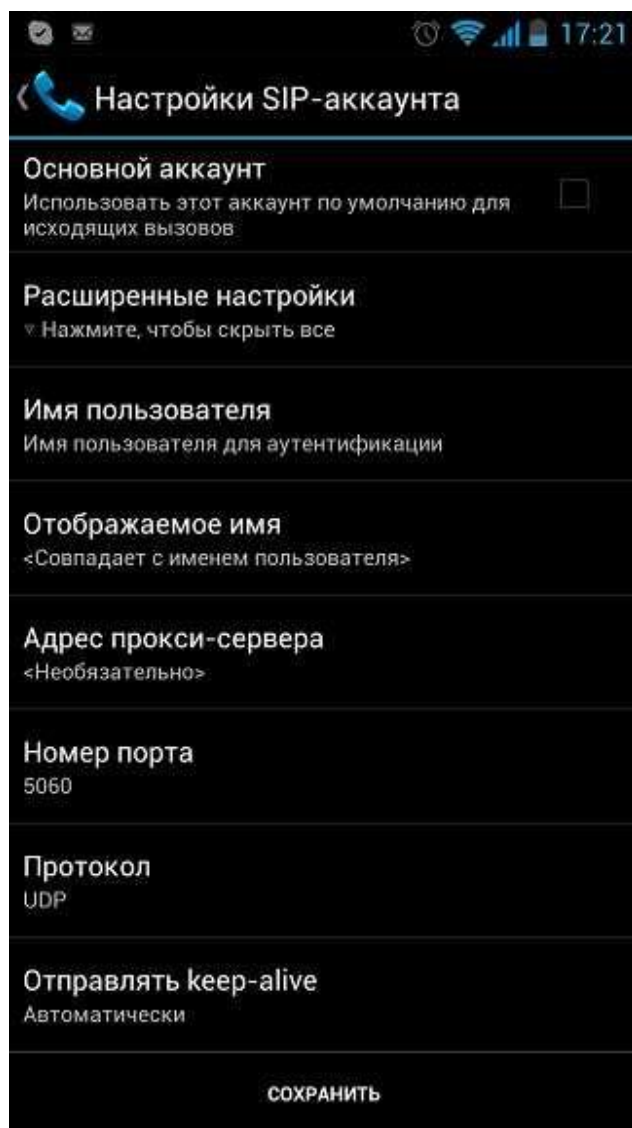 17:21
Настройки SIP-аккаунта
Основной аккаунт
Использовать этот аккаунт по умолчанию для
исходящих вызовов
Расширенные настройки
▿ Нажмите, чтобы скрыть все
Имя пользователя
Имя пользователя для аутентификации
Отображаемое имя
<Совпадает с именем пользователя>
Адрес прокси-сервера
<Необязательно>
Номер порта
5060
Протокол
UDP
Отправлять keep-alive
Автоматически
СОХРАНИТЬ